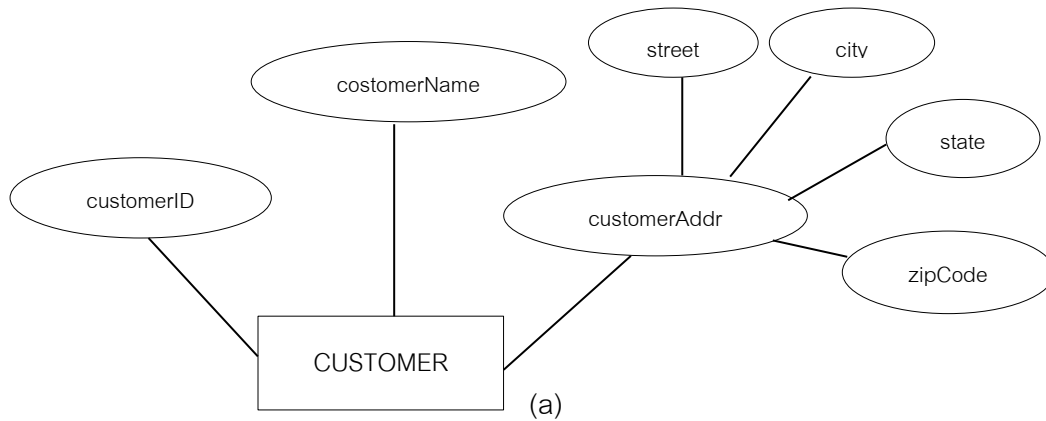 street
city
costomerName
state
customerID
customerAddr
zipCode
CUSTOMER
(a)